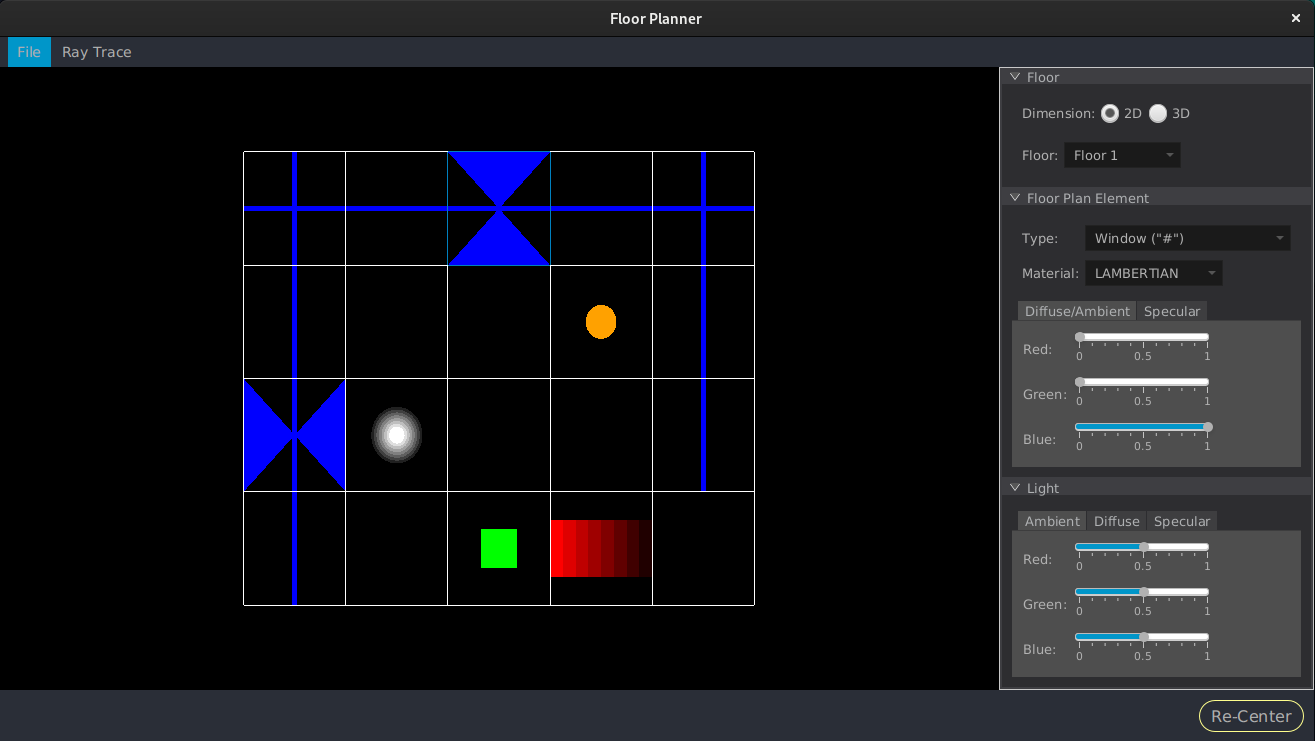 Floor Planner ×
File Ray Trace
Floor
Dimension: 2D 3D
Floor: Floor 1
Floor Plan Element
Type: Window ("#")
Material: LAMBERTIAN
Diffuse/Ambient Specular
Red:
0 0.5 1
Green:
0 0.5 1
Blue:
0 0.5 1
Light
Ambient Diffuse Specular
Red:
0 0.5 1
Green:
0 0.5 1
Blue:
0 0.5 1
Re-Center